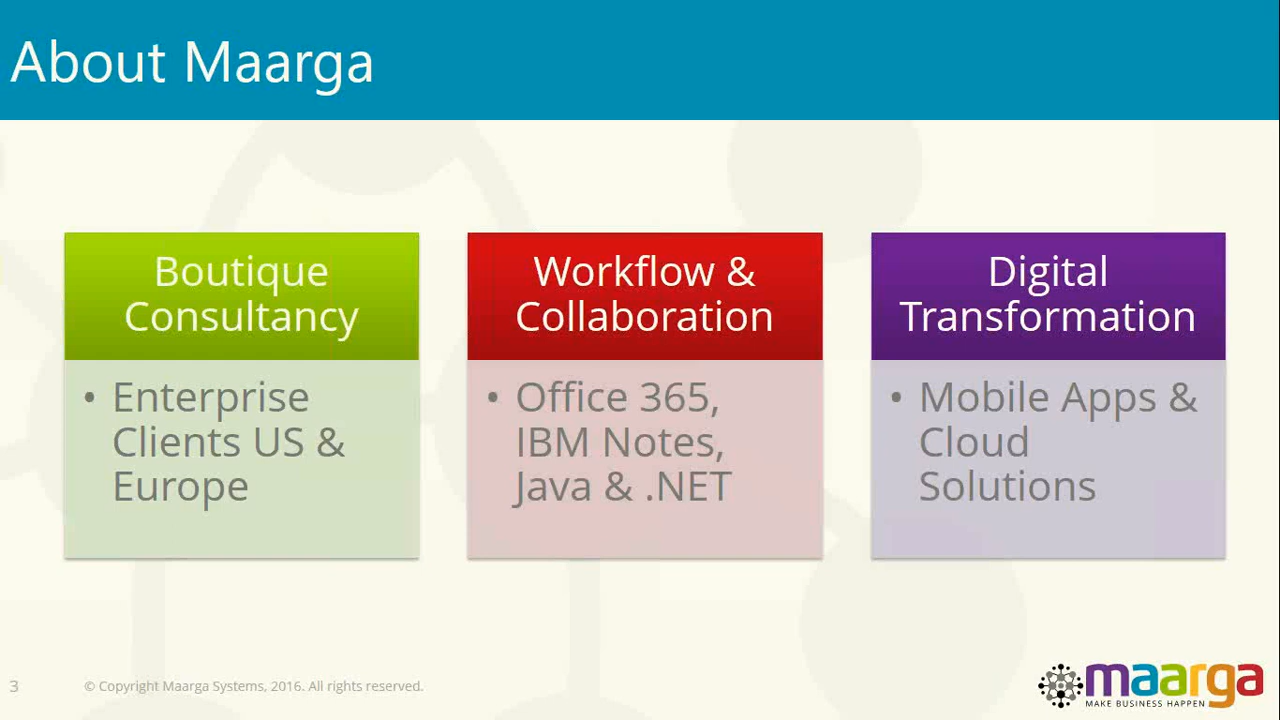 About Maarga
Boutique
Consultancy
• Enterprise
Clients US &
Europe
Workflow &
Collaboration
• Office 365,
IBM Notes,
Java & .NET
Digital
Transformation
• Mobile Apps &
Cloud
Solutions
3
© Copyright Maarga Systems, 2016. All rights reserved.
maarga
MAKE BUSINESS HAPPEN